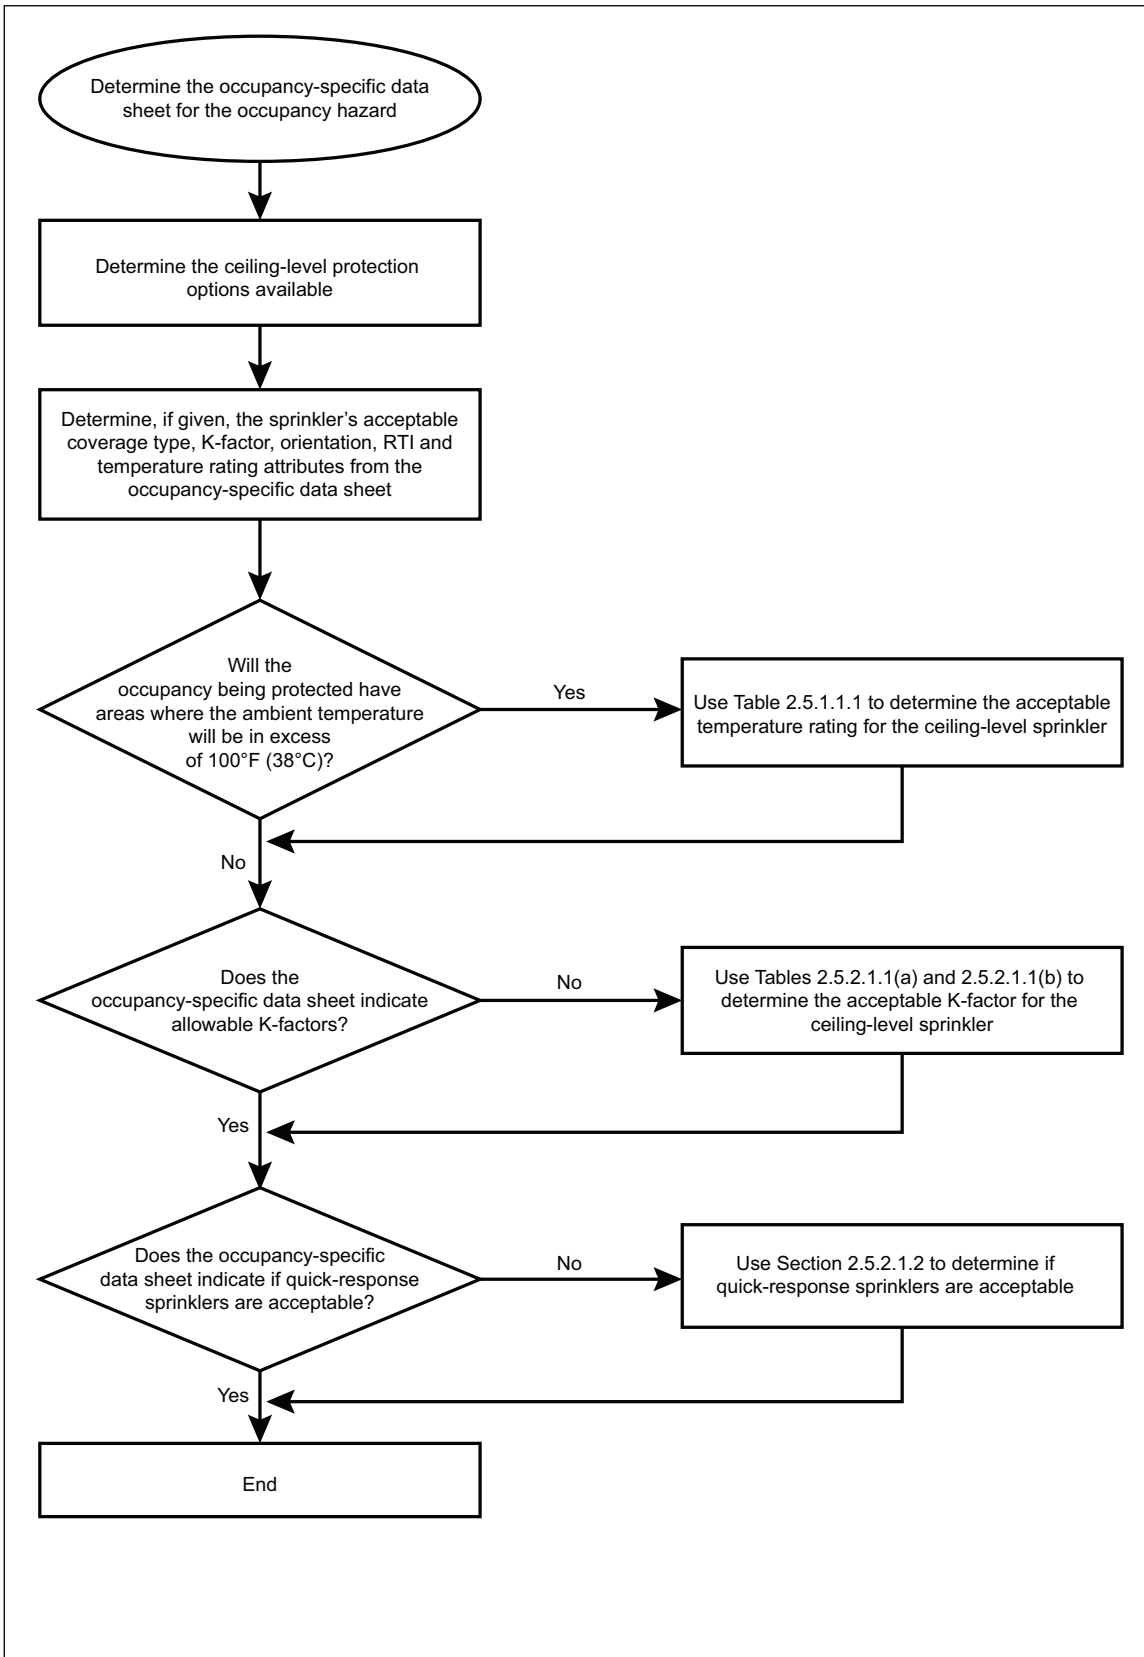 Determine the occupancy-specific data
sheet for the occupancy hazard
Determine the ceiling-level protection
options available
Determine, if given, the sprinkler’s acceptable
coverage type, K-factor, orientation, RTI and
temperature rating attributes from the
occupancy-specific data sheet
Will the
occupancy being protected have
areas where the ambient temperature
will be in excess
of 100°F (38°C)?
Yes
Use Table 2.5.1.1.1 to determine the acceptable
temperature rating for the ceiling-level sprinkler
No
Does the
occupancy-specific data sheet indicate
allowable K-factors?
No
Use Tables 2.5.2.1.1(a) and 2.5.2.1.1(b) to
determine the acceptable K-factor for the
ceiling-level sprinkler
Yes
Does the occupancy-specific
data sheet indicate if quick-response
sprinklers are acceptable?
No
Use Section 2.5.2.1.2 to determine if
quick-response sprinklers are acceptable
Yes
End